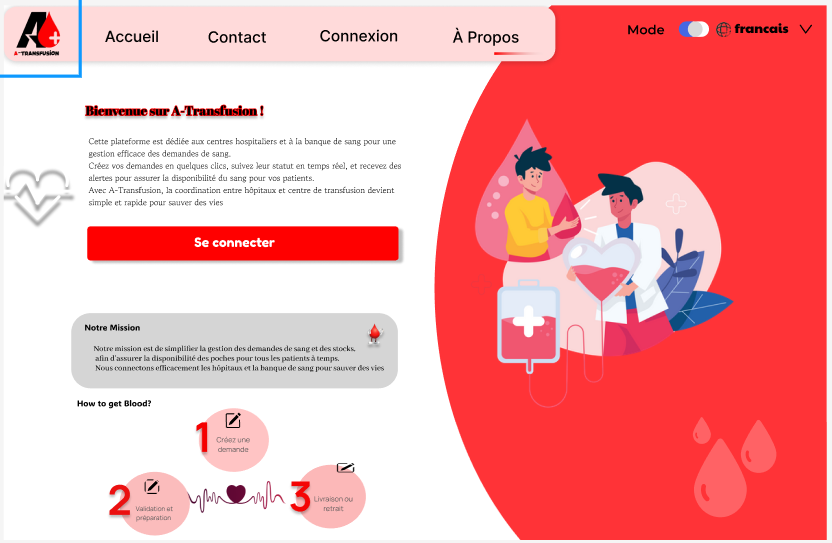 A-TRANSFUSION
Accueil
Contact
Connexion
À Propos
Mode
francais
Bienvenue sur A-Transfusion !
Cette plateforme est dédiée aux centres hospitaliers et à la banque de sang pour une
gestion efficace des demandes de sang.
Créez vos demandes en quelques clics, suivez leur statut en temps réel, et recevez des
alertes pour assurer la disponibilité du sang pour vos patients.
Avec A-Transfusion, la coordination entre hôpitaux et centre de transfusion devient
simple et rapide pour sauver des vies
Se connecter
Notre Mission
Notre mission est de simplifier la gestion des demandes de sang et des stocks.
afin d'assurer la disponibilité des poches pour tous les patients à temps.
Nous connectons efficacement les hôpitaux et la banque de sang pour sauver des vies
How to get Blood?
1
Créez une
demande
2
Validation et
préparation
3
Livraison ou
retrait